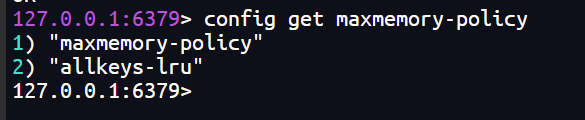 127.0.0.1:6379> config get maxmemory-policy
1) "maxmemory-policy"
2) "allkeys-lru"
127.0.0.1:6379>